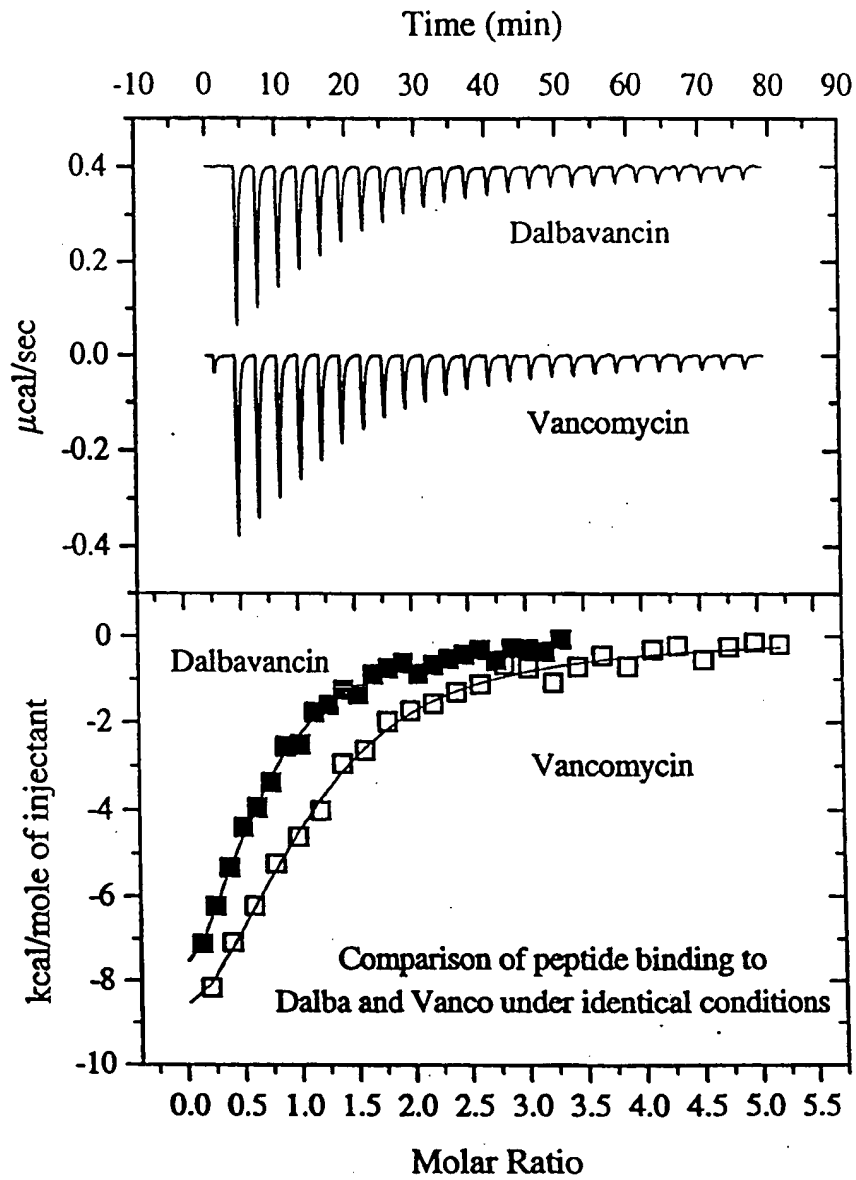 Time (min)
-10 0 10 20 30 40 50 60 70 80 90
0.4
0.2
0.0
-0.2
-0.4
μcal/sec
Dalbavancin
Vancomycin
0
-2
-4
-6
-8
-10
kcal/mole of injectant
Dalbavancin
Vancomycin
Comparison of peptide binding to
Dalba and Vanco under identical conditions
0.0 0.5 1.0 1.5 2.0 2.5 3.0 3.5 4.0 4.5 5.0 5.5
Molar Ratio